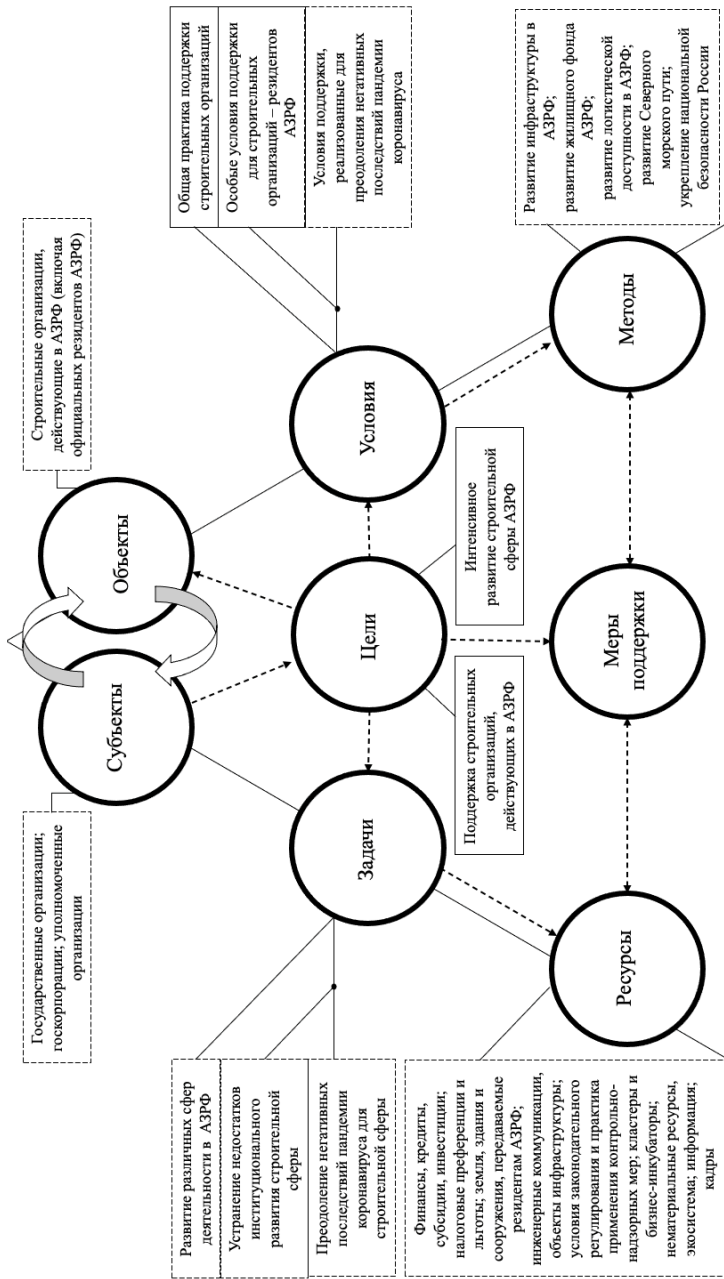 Государственные организации;
госкорпорации; уполномоченные
организации
Строительные организации,
действующие в АЗРФ (включая
официальных резидентов АЗРФ)
Субъекты
Объекты
Развитие различных сфер
деятельности в АЗРФ
Устранение недостатков
институционального
развития строительной
сферы
Преодоление негативных
последствий пандемии
коронавируса для
строительной сферы
Задачи
Цели
Условия
Общая практика поддержки
строительных организаций
Особые условия поддержки
для строительных
организаций – резидентов
АЗРФ
Условия поддержки,
реализованные для
преодоления негативных
последствий пандемии
коронавируса
Поддержка строительных
организаций,
действующих в АЗРФ
Интенсивное
развитие строительной
сферы АЗРФ
Финансы, кредиты,
субсидии, инвестиции;
налоговые преференции и
льготы; земля, здания и
сооружения, передаваемые
резидентам АЗРФ;
инженерные коммуникации,
объекты инфраструктуры;
условия законодательного
регулирования и практика
применения контрольно-
надзорных мер; кластеры и
бизнес-инкубаторы;
нематериальные ресурсы,
экосистема; информация;
кадры
Ресурсы
Меры
поддержки
Методы
Развитие инфраструктуры в
АЗРФ;
развитие жилищного фонда
АЗРФ;
развитие логистической
доступности в АЗРФ;
развитие Северного
морского пути;
укрепление национальной
безопасности России